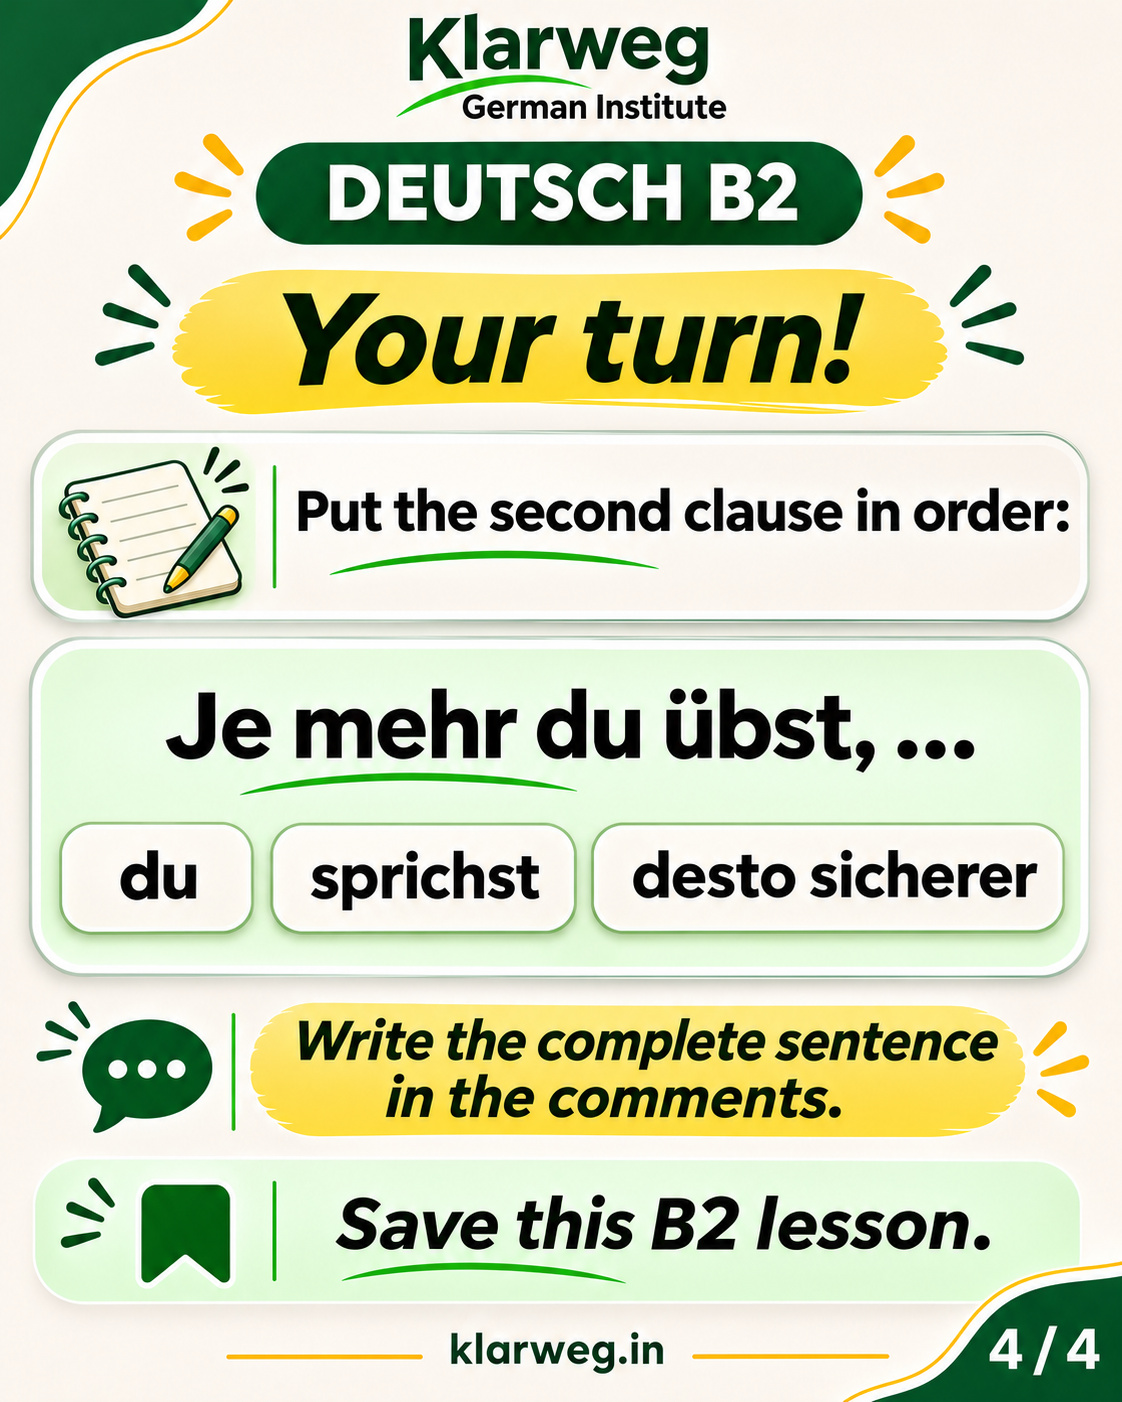 Klarweg
German Institute
DEUTSCH B2
Your turn!
Put the second clause in order:
Je mehr du übst, ...
du
sprichst
desto sicherer
Write the complete sentence
in the comments.
Save this B2 lesson.
klarweg.in
4 / 4